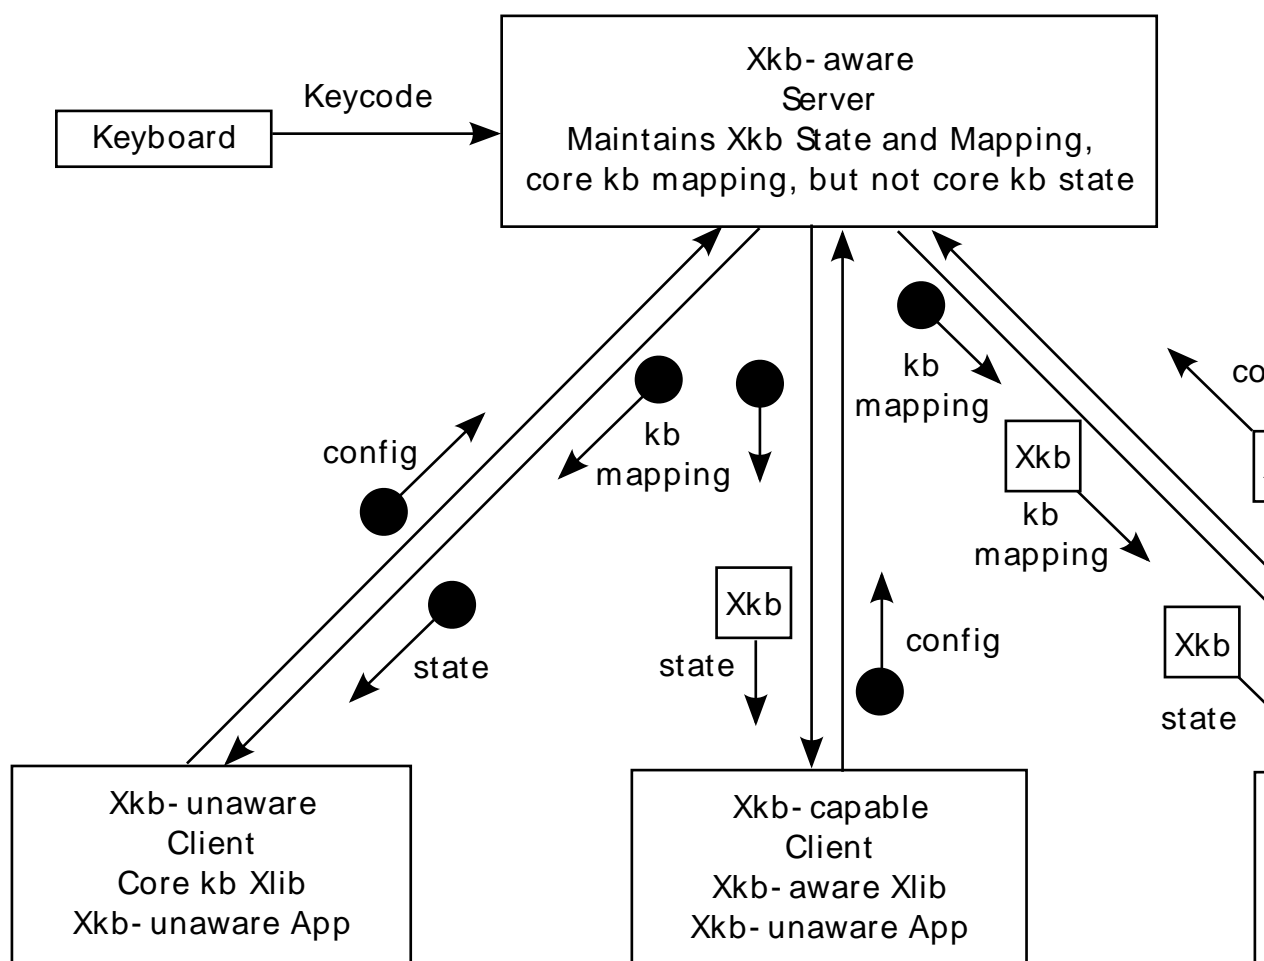 Xkb-aware
Server
Maintains Xkb State and Mapping,
core kb mapping, but not core kb state
Keycode
Keyboard
kb
mapping
co
config
kb
mapping
Xkb
kb
mapping
Xkb
state
config
Xkb
state
state
Xkb-unaware
Client
Core kb Xlib
Xkb-unaware App
Xkb-capable
Client
Xkb-aware Xlib
Xkb-unaware App